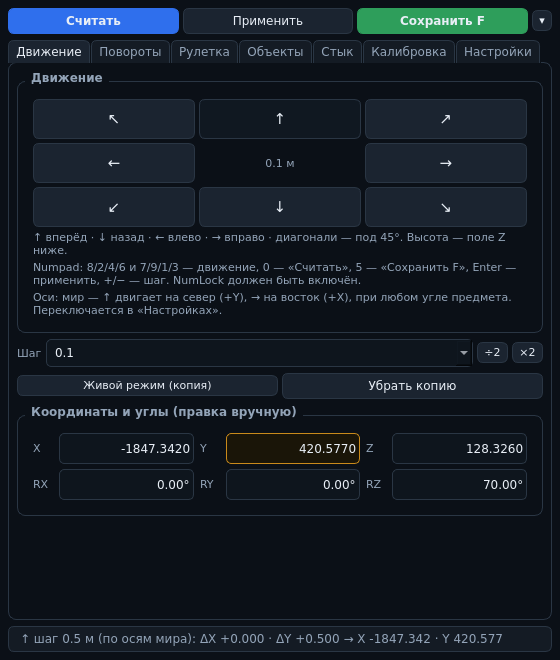 Считать Применить Сохранить F ▾
Движение Повороты Рулетка Объекты Стык Калибровка Настройки
Движение
↖ ↑ ↗
← 0.1 м →
↙ ↓ ↘
↑ вперёд · ↓ назад · ← влево · → вправо · диагонали — под 45°. Высота — поле Z
ниже.
Numpad: 8/2/4/6 и 7/9/1/3 — движение, 0 — «Считать», 5 — «Сохранить F», Enter —
применить, +/− — шаг. NumLock должен быть включён.
Оси: мир — ↑ двигает на север (+Y), → на восток (+X), при любом угле предмета.
Переключается в «Настройках».
Шаг 0.1 ÷2 ×2
Живой режим (копия) Убрать копию
Координаты и углы (правка вручную)
X -1847.3420 Y 420.5770 Z 128.3260
RX 0.00° RY 0.00° RZ 70.00°
↑ шаг 0.5 м (по осям мира): ΔX +0.000 · ΔY +0.500 → X -1847.342 · Y 420.577